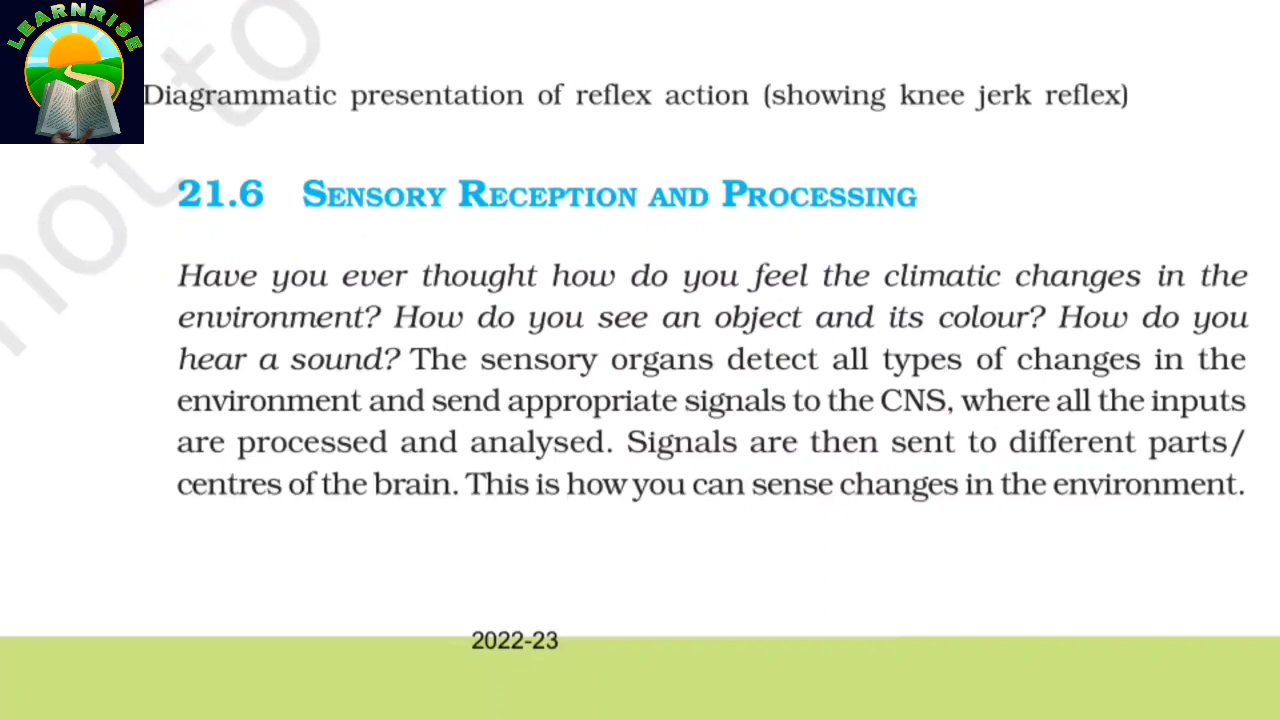 LEARNRISE
not to
Diagrammatic presentation of reflex action (showing knee jerk reflex)
21.6 SENSORY RECEPTION AND PROCESSING
Have you ever thought how do you feel the climatic changes in the
environment? How do you see an object and its colour? How do you
hear a sound? The sensory organs detect all types of changes in the
environment and send appropriate signals to the CNS, where all the inputs
are processed and analysed. Signals are then sent to different parts/
centres of the brain. This is how you can sense changes in the environment.
2022-23